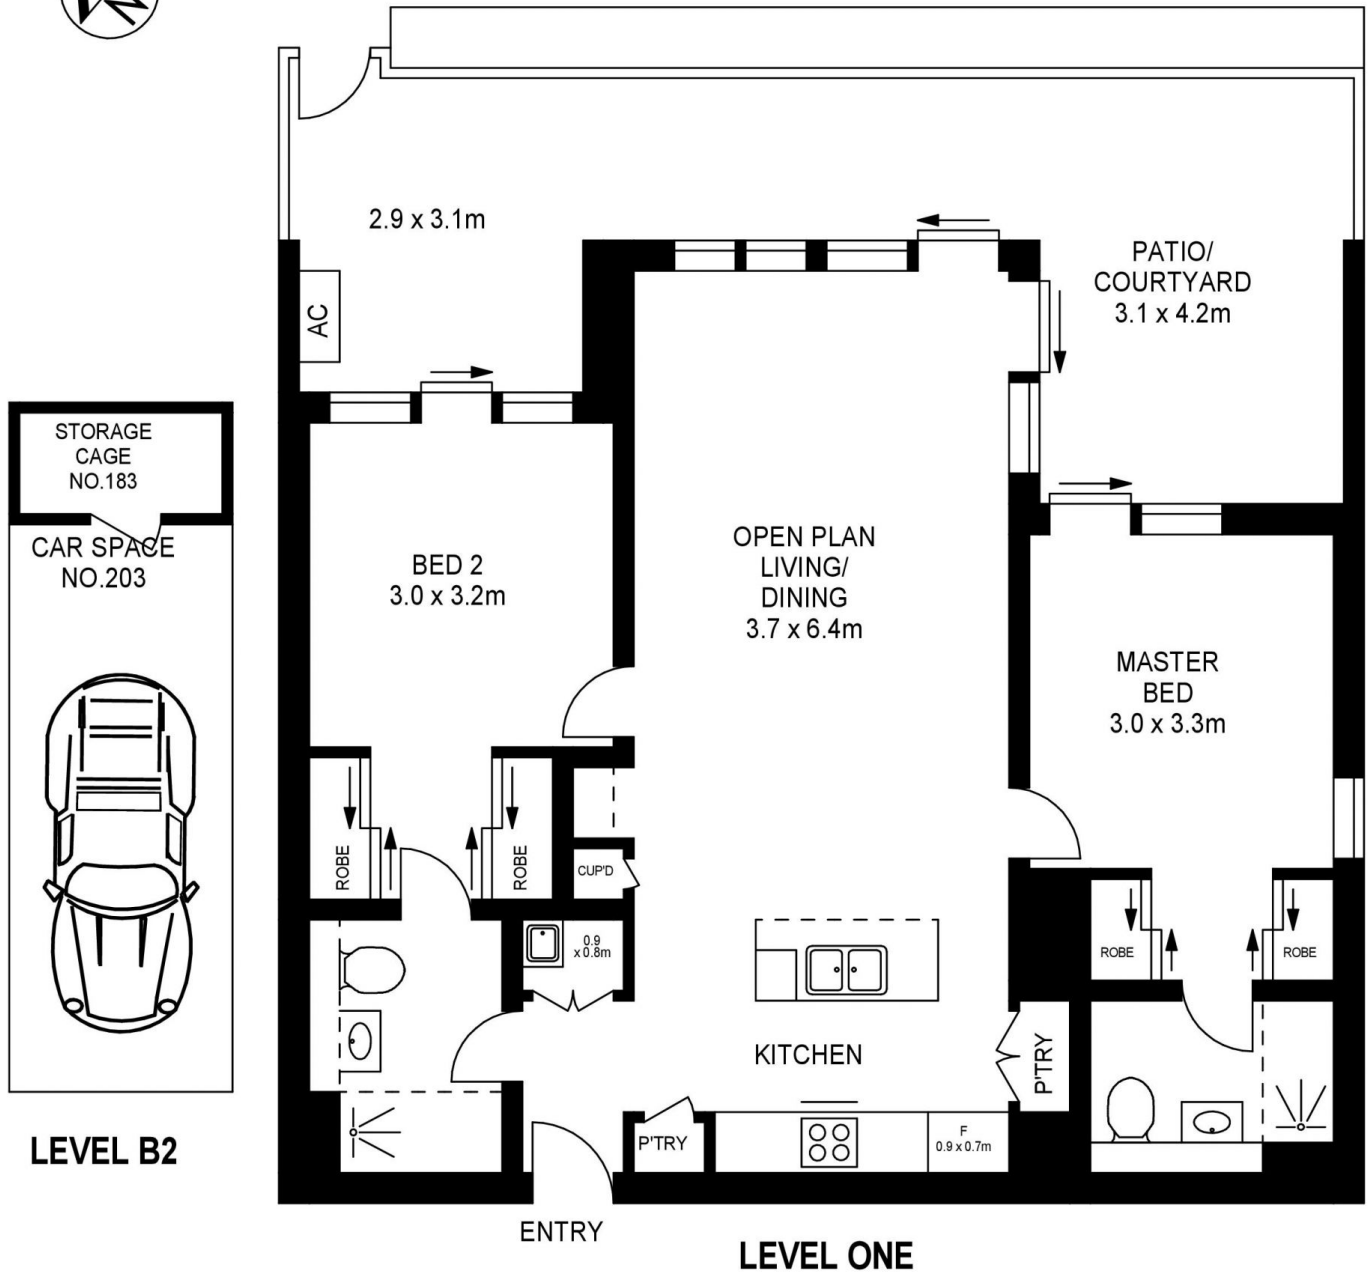 N
2.9 x 3.1m
PATIO/
COURTYARD
3.1 x 4.2m
AC
STORAGE
CAGE
NO.183
CAR SPACE
NO.203
BED 2
3.0 x 3.2m
OPEN PLAN
LIVING/
DINING
3.7 x 6.4m
MASTER
BED
3.0 x 3.3m
ROBE
ROBE
CUP'D
0.9
x 0.8m
ROBE
ROBE
KITCHEN
P'TRY
P'TRY
F
0.9 x 0.7m
LEVEL B2
ENTRY
LEVEL ONE